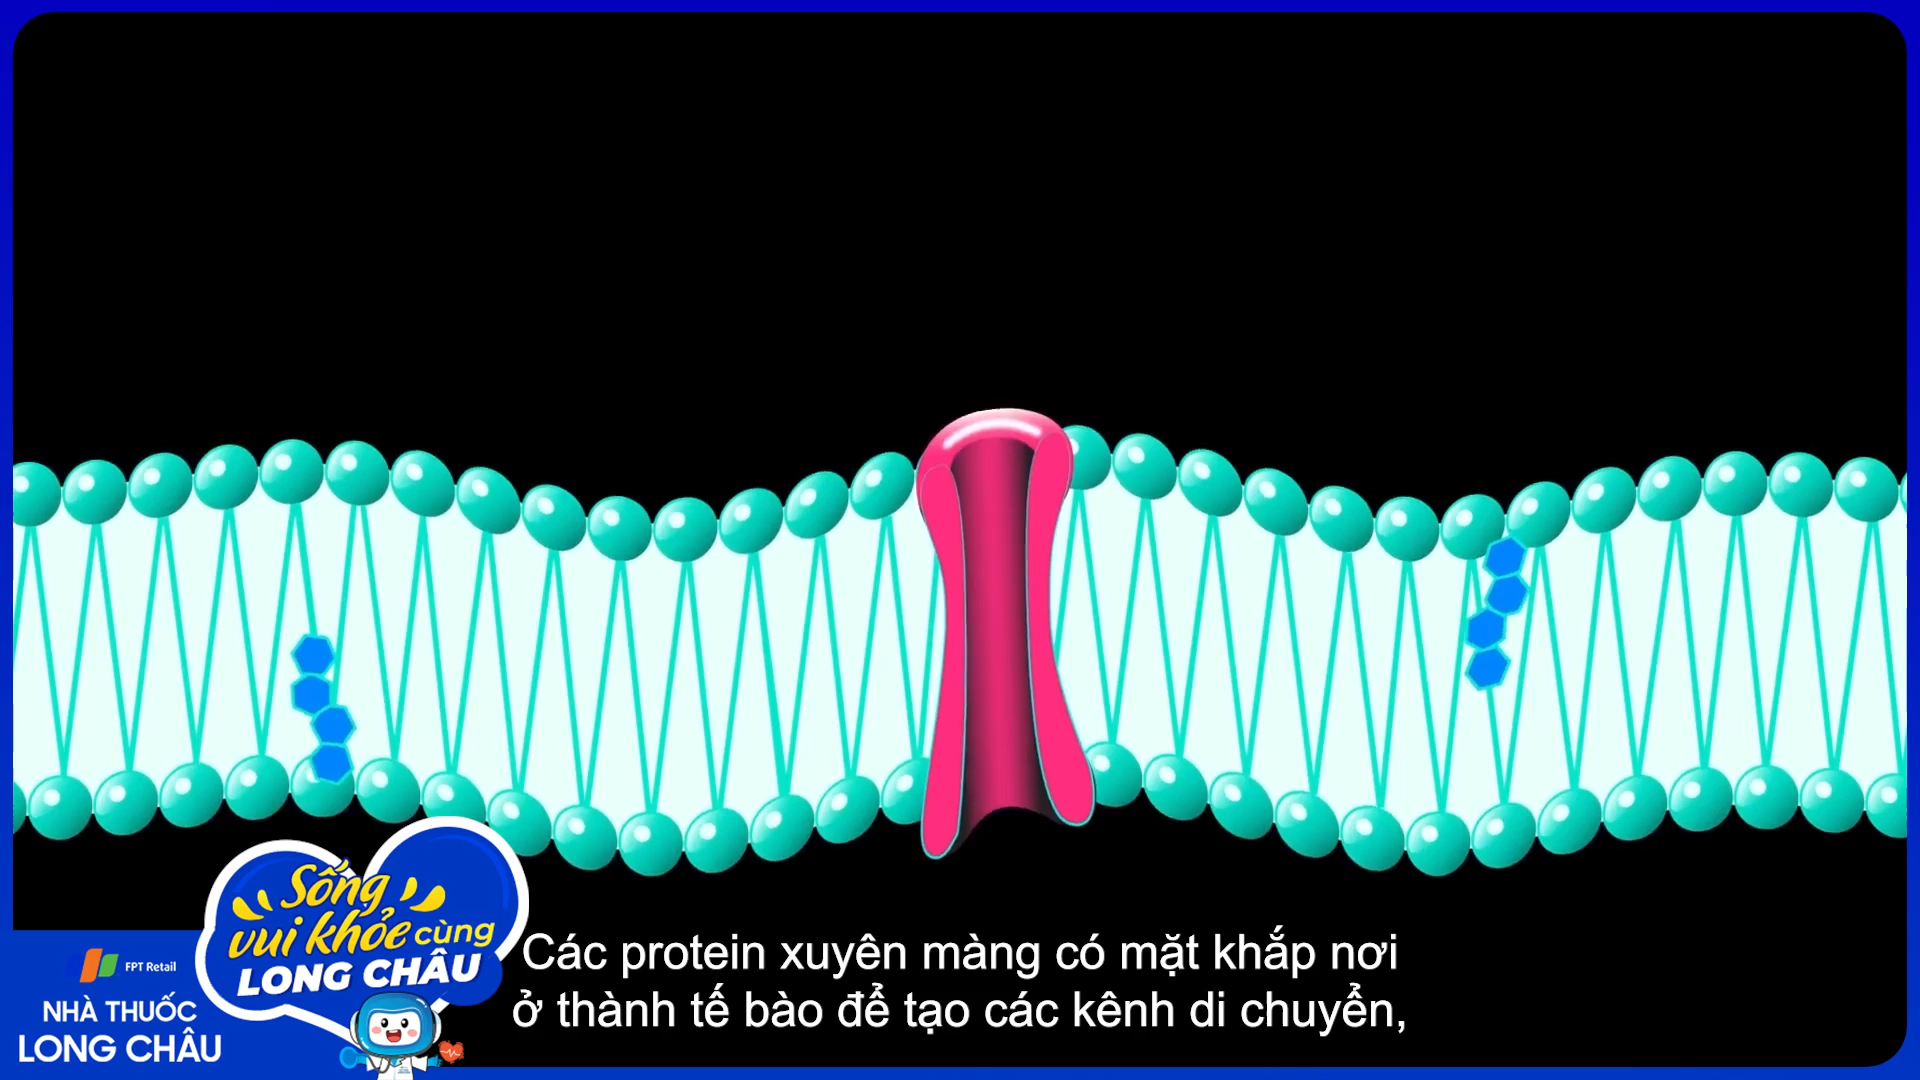 Sống
vui khỏe cùng
LONG CHÂU
FPT Retail
NHÀ THUỐC
LONG CHÂU
Các protein xuyên màng có mặt khắp nơi
ở thành tế bào để tạo các kênh di chuyển,